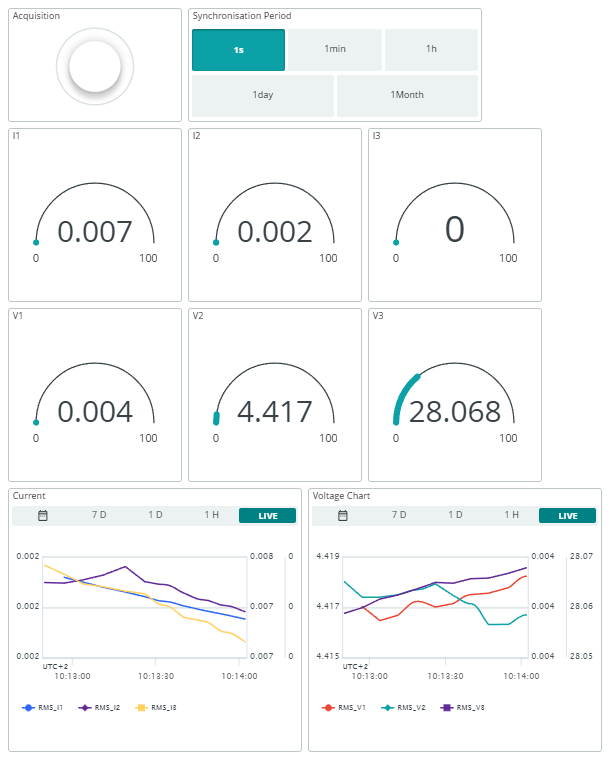 Acquisition
Synchronisation Period
1s 1min 1h
1day 1Month
I1 I2 I3
0.007 0.002 0
0 100 0 100 0 100
V1 V2 V3
0.004 4.417 28.068
0 100 0 100 0 100
Current
7 D 1 D 1 H LIVE
0.002 0.008 0
0.002 0.007 0
0.002 0.007 0
UTC+2
10:13:00 10:13:30 10:14:00
RMS_I1 RMS_I2 RMS_I3
Voltage Chart
7 D 1 D 1 H LIVE
4.419 0.004 28.07
4.417 0.004 28.06
4.415 0.004 28.05
UTC+2
10:13:00 10:13:30 10:14:00
RMS_V1 RMS_V2 RMS_V3